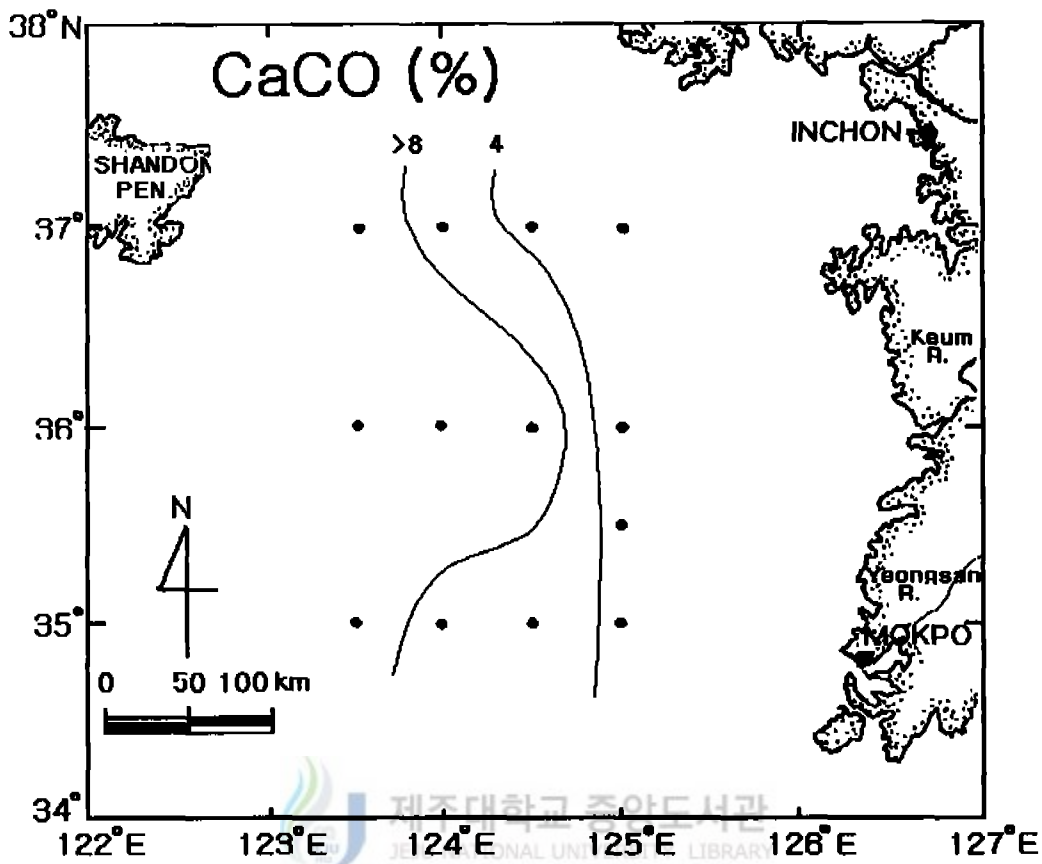 38°N
CaCO (%)
>8
4
INCHON
SHANDON
PEN.
37°
Keum
R.
36°
N
Yeongsan
R.
35°
MOKPO
0 50 100 km
34°
제주대학교 중앙도서관
JEJU NATIONAL UNIVERSITY LIBRARY
122°E 123°E 124°E 125°E 126°E 127°E